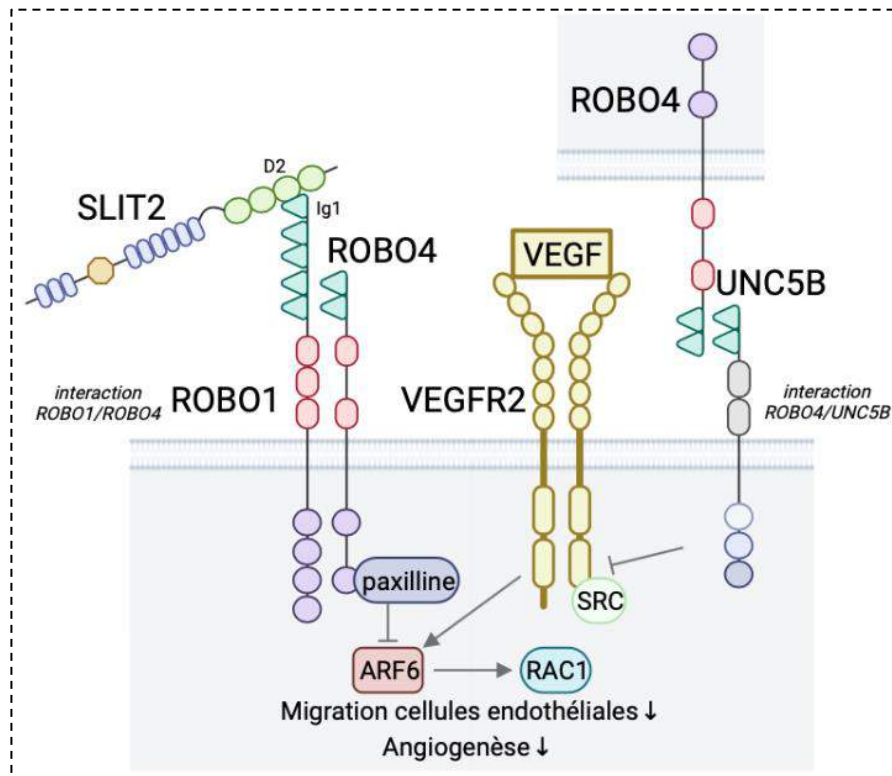 ROBO4
D2
SLIT2
Ig1
ROBO4
VEGF
UNC5B
interaction
ROBO1/ROBO4
ROBO1
VEGFR2
interaction
ROBO4/UNC5B
paxilline
SRC
ARF6
RAC1
Migration cellules endothéliales ↓
Angiogenèse ↓